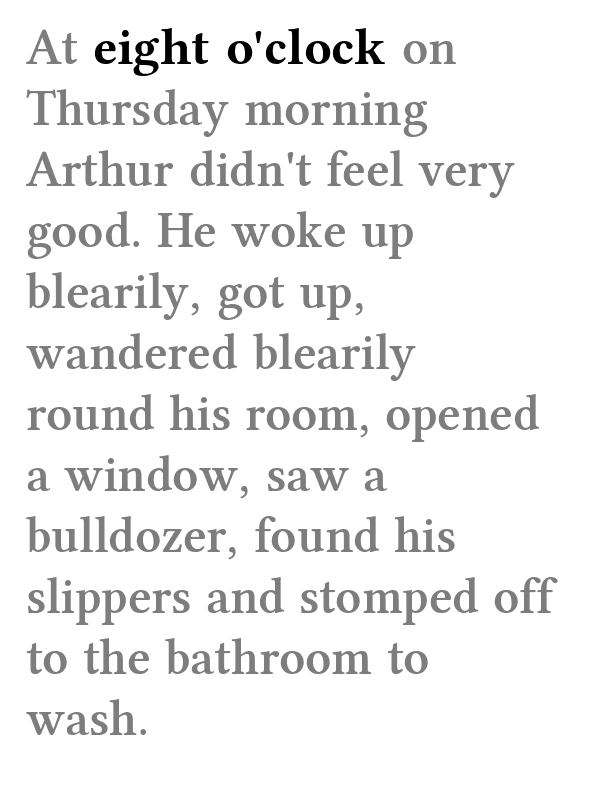 At eight o'clock on
Thursday morning
Arthur didn't feel very
good. He woke up
blearily, got up,
wandered blearily
round his room, opened
a window, saw a
bulldozer, found his
slippers and stomped off
to the bathroom to
wash.